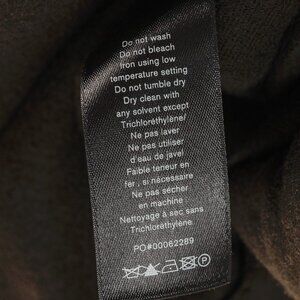 Do not wash
Do not bleach
Iron using low
temperature setting
Do not tumble dry
Dry clean with
any solvent except
Trichloréthylène/
Ne pas laver
Ne pas utiliser
d'eau de javel
Faible teneur en
fer , si nécessaire
Ne pas sécher
en machine
Nettoyage à sec sans
Trichloréthylène.
PO#00062289